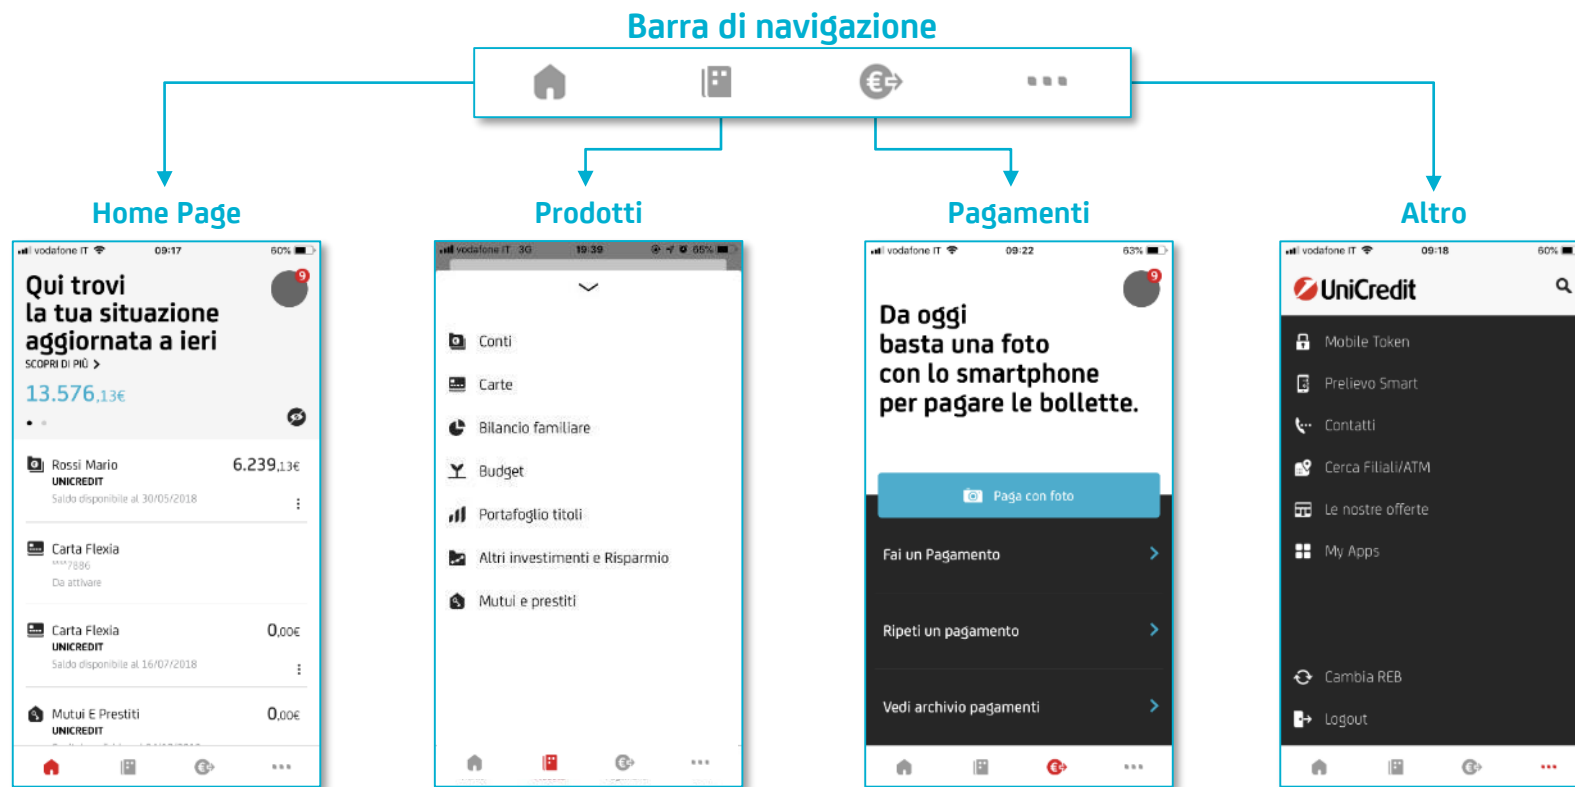 Barra di navigazione
Home Page
Prodotti
Pagamenti
Altro
vodafone IT 09:17 60%
Qui trovi
la tua situazione
aggiornata a ieri
9
SCOPRI DI PIÙ >
13.576,13€
Rossi Mario 6.239,13€
UNICREDIT
Saldo disponibile al 30/05/2018
Carta Flexia
****7886
Da attivare
Carta Flexia 0,00€
UNICREDIT
Saldo disponibile al 16/07/2018
Mutui E Prestiti 0,00€
UNICREDIT
vodafone IT 3G 19:39 65%
Conti
Carte
Bilancio familiare
Budget
Portafoglio titoli
Altri investimenti e Risparmio
Mutui e prestiti
vodafone IT 09:22 63%
9
Da oggi
basta una foto
con lo smartphone
per pagare le bollette.
Paga con foto
Fai un Pagamento
Ripeti un pagamento
Vedi archivio pagamenti
vodafone IT 09:18 60%
UniCredit
Mobile Token
Prelievo Smart
Contatti
Cerca Filiali/ATM
Le nostre offerte
My Apps
Cambia REB
Logout